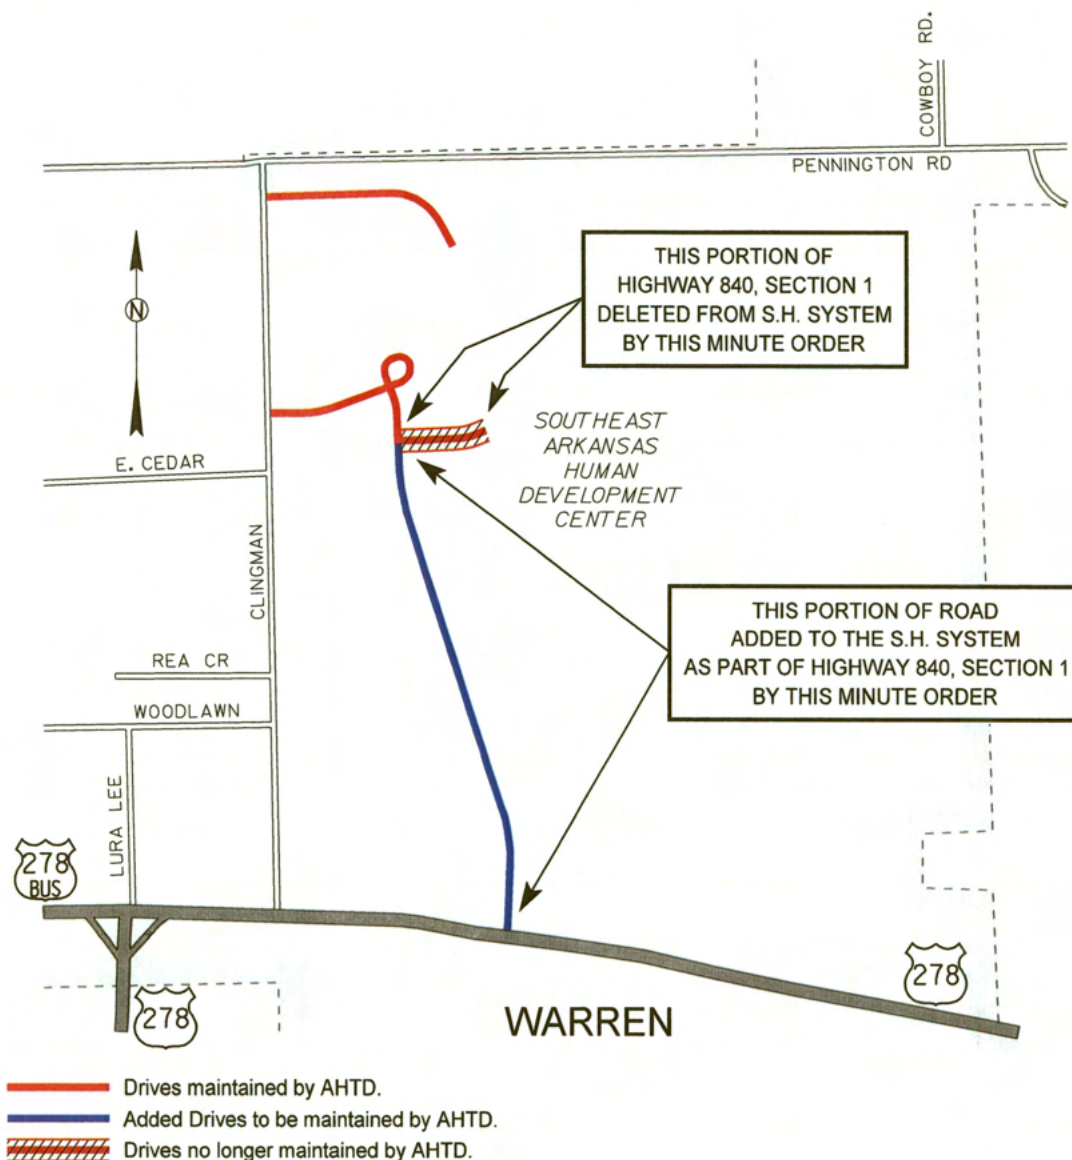 COWBOY RD.
PENNINGTON RD
THIS PORTION OF
HIGHWAY 840, SECTION 1
DELETED FROM S.H. SYSTEM
BY THIS MINUTE ORDER
N
SOUTHEAST
ARKANSAS
HUMAN
DEVELOPMENT
CENTER
E. CEDAR
CLINGMAN
THIS PORTION OF ROAD
ADDED TO THE S.H. SYSTEM
AS PART OF HIGHWAY 840, SECTION 1
BY THIS MINUTE ORDER
REA CR
WOODLAWN
LURA LEE
278
BUS
278
278
WARREN
Drives maintained by AHTD.
Added Drives to be maintained by AHTD.
Drives no longer maintained by AHTD.